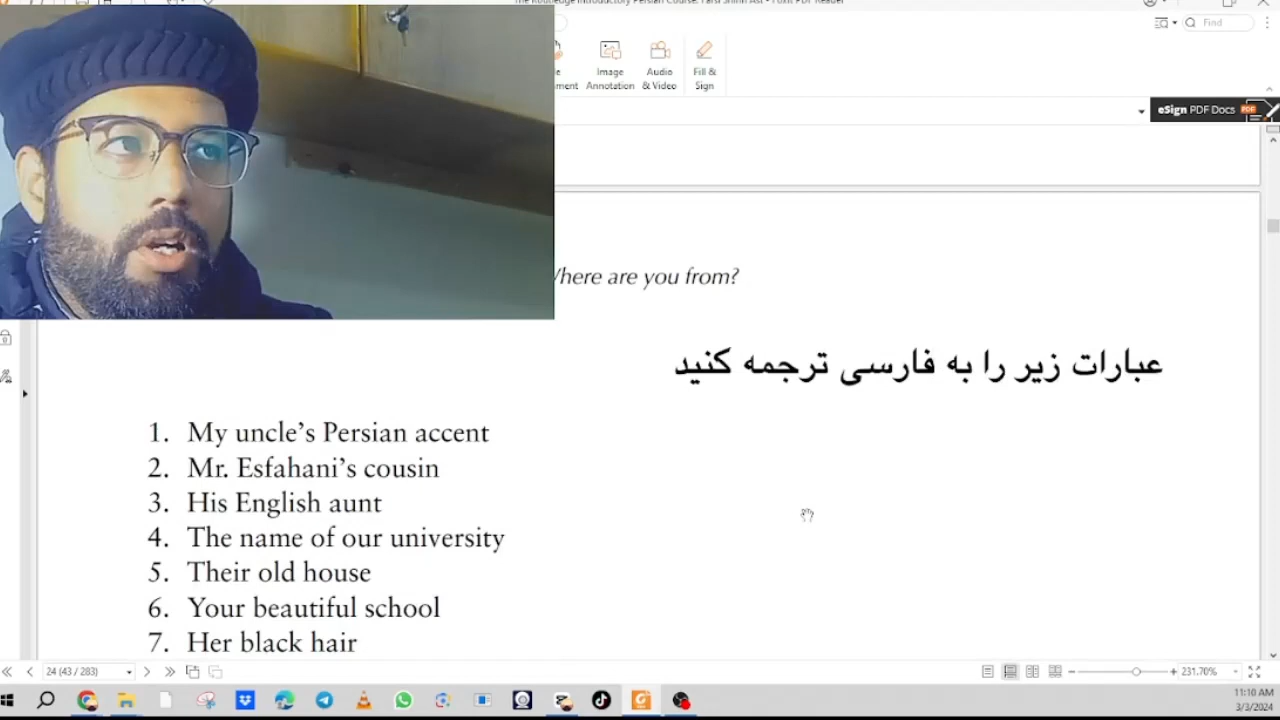 Find
Image
Annotation
Audio
& Video
Fill &
Sign
eSign PDF Docs
here are you from?
عبارات زیر را به فارسی ترجمه کنید
1. My uncle's Persian accent
2. Mr. Esfahani's cousin
3. His English aunt
4. The name of our university
5. Their old house
6. Your beautiful school
7. Her black hair
24 (43 / 283)
231.70%
11:10 AM
3/3/2024